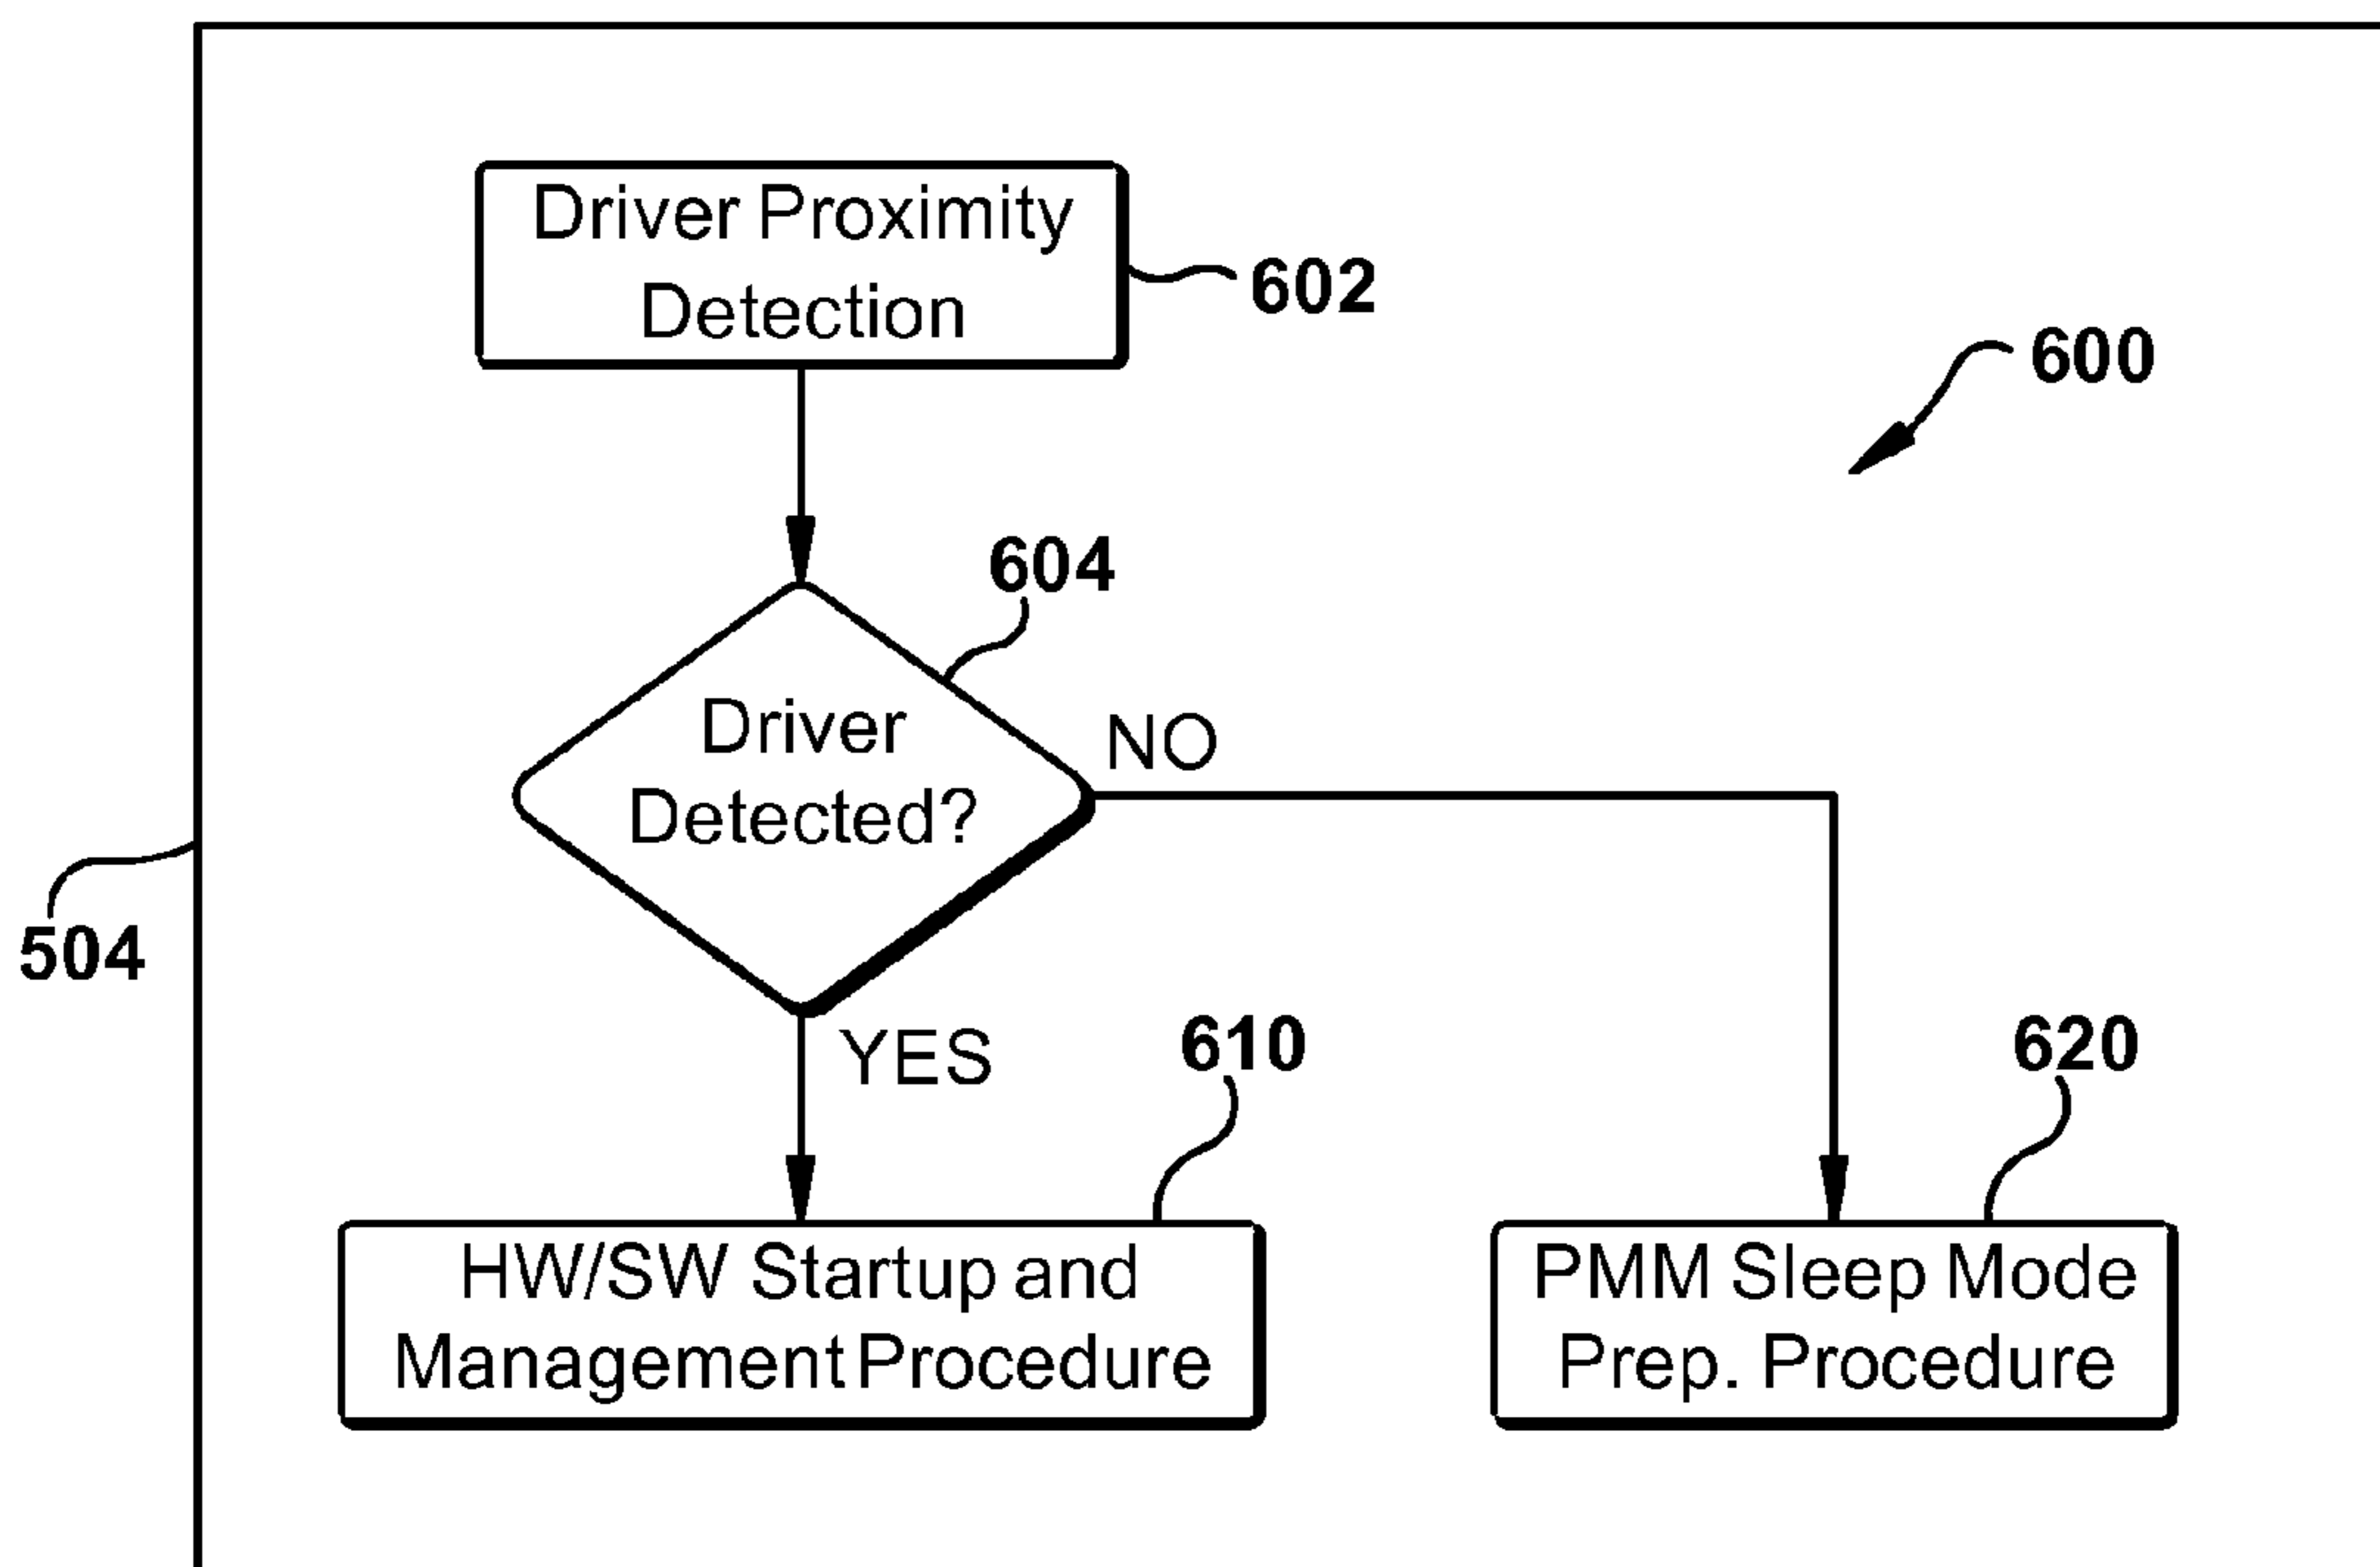 Driver Proximity
Detection
602
600
604
Driver
Detected?
NO
504
YES
610
620
HW/SW Startup and
Management Procedure
PMM Sleep Mode
Prep. Procedure